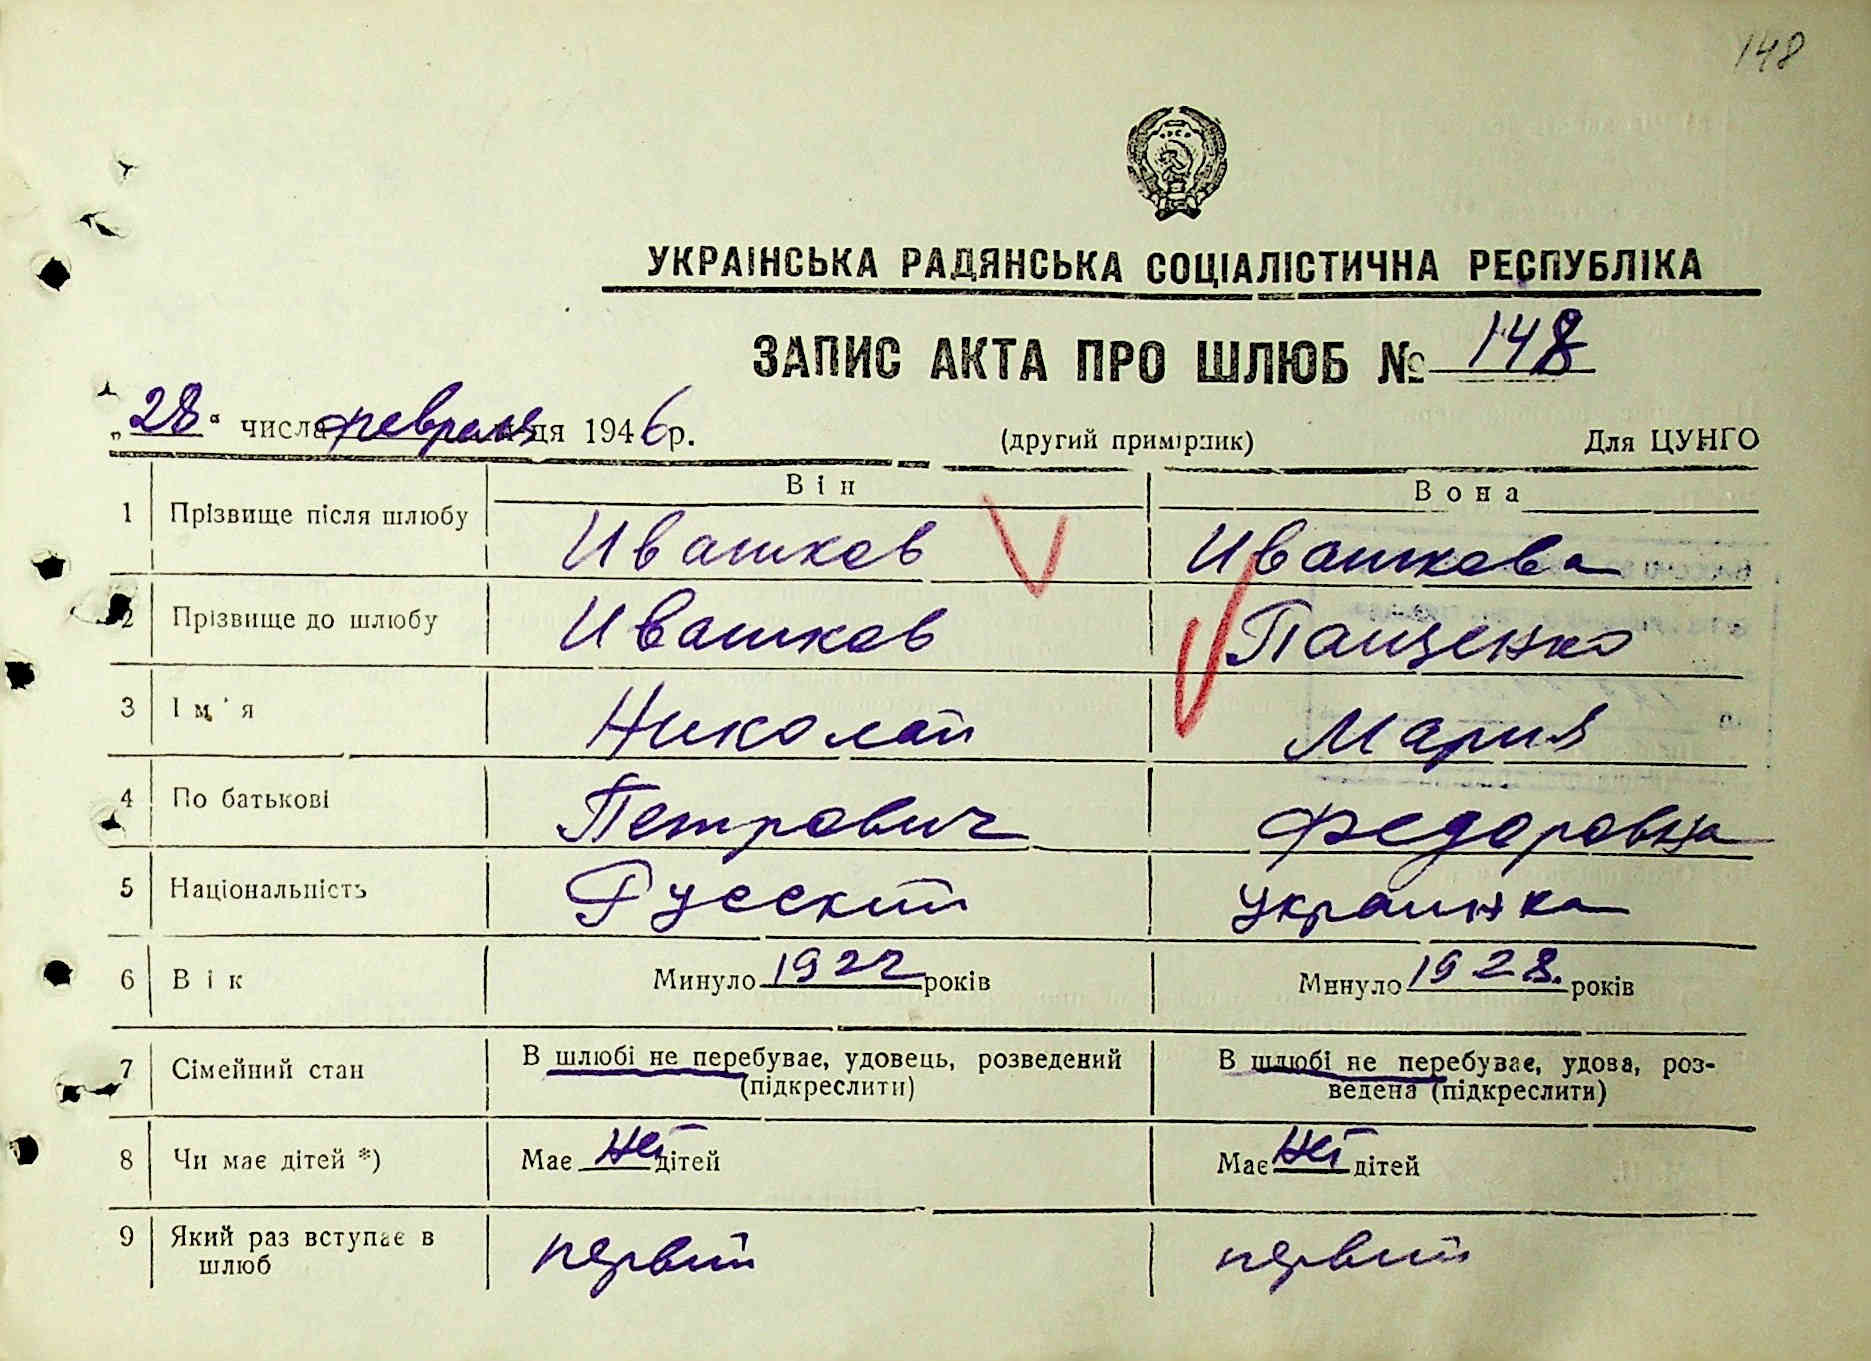 148
УКРАЇНСЬКА РАДЯНСЬКА СОЦІАЛІСТИЧНА РЕСПУБЛІКА
ЗАПИС АКТА ПРО ШЛЮБ № 148
„28“ числа февраля ця 1946 р. (другий примірник) Для ЦУНГО
Він Вона
1 Прізвище після шлюбу Ивашков Ивашкова
2 Прізвище до шлюбу Ивашков Пащенко
3 Ім'я Николай Мария
4 По батькові Петрович Федоровна
5 Національність Русский украинка
6 Вік Минуло 1922 років Минуло 1928. років
7 Сімейний стан В шлюбі не перебуває, удовець, розведений В шлюбі не перебуває, удова, роз-
(підкреслити) ведена (підкреслити)
8 Чи має дітей *) Має нет дітей Має нет дітей
9 Який раз вступає в первый первый
шлюб